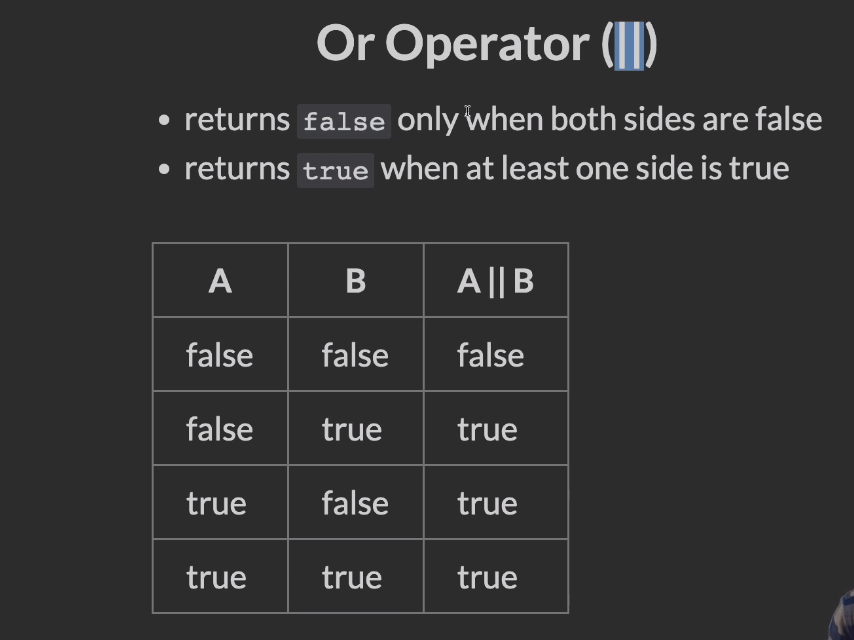 Or Operator (||)
• returns false only when both sides are false
• returns true when at least one side is true
A B A || B
false false false
false true true
true false true
true true true